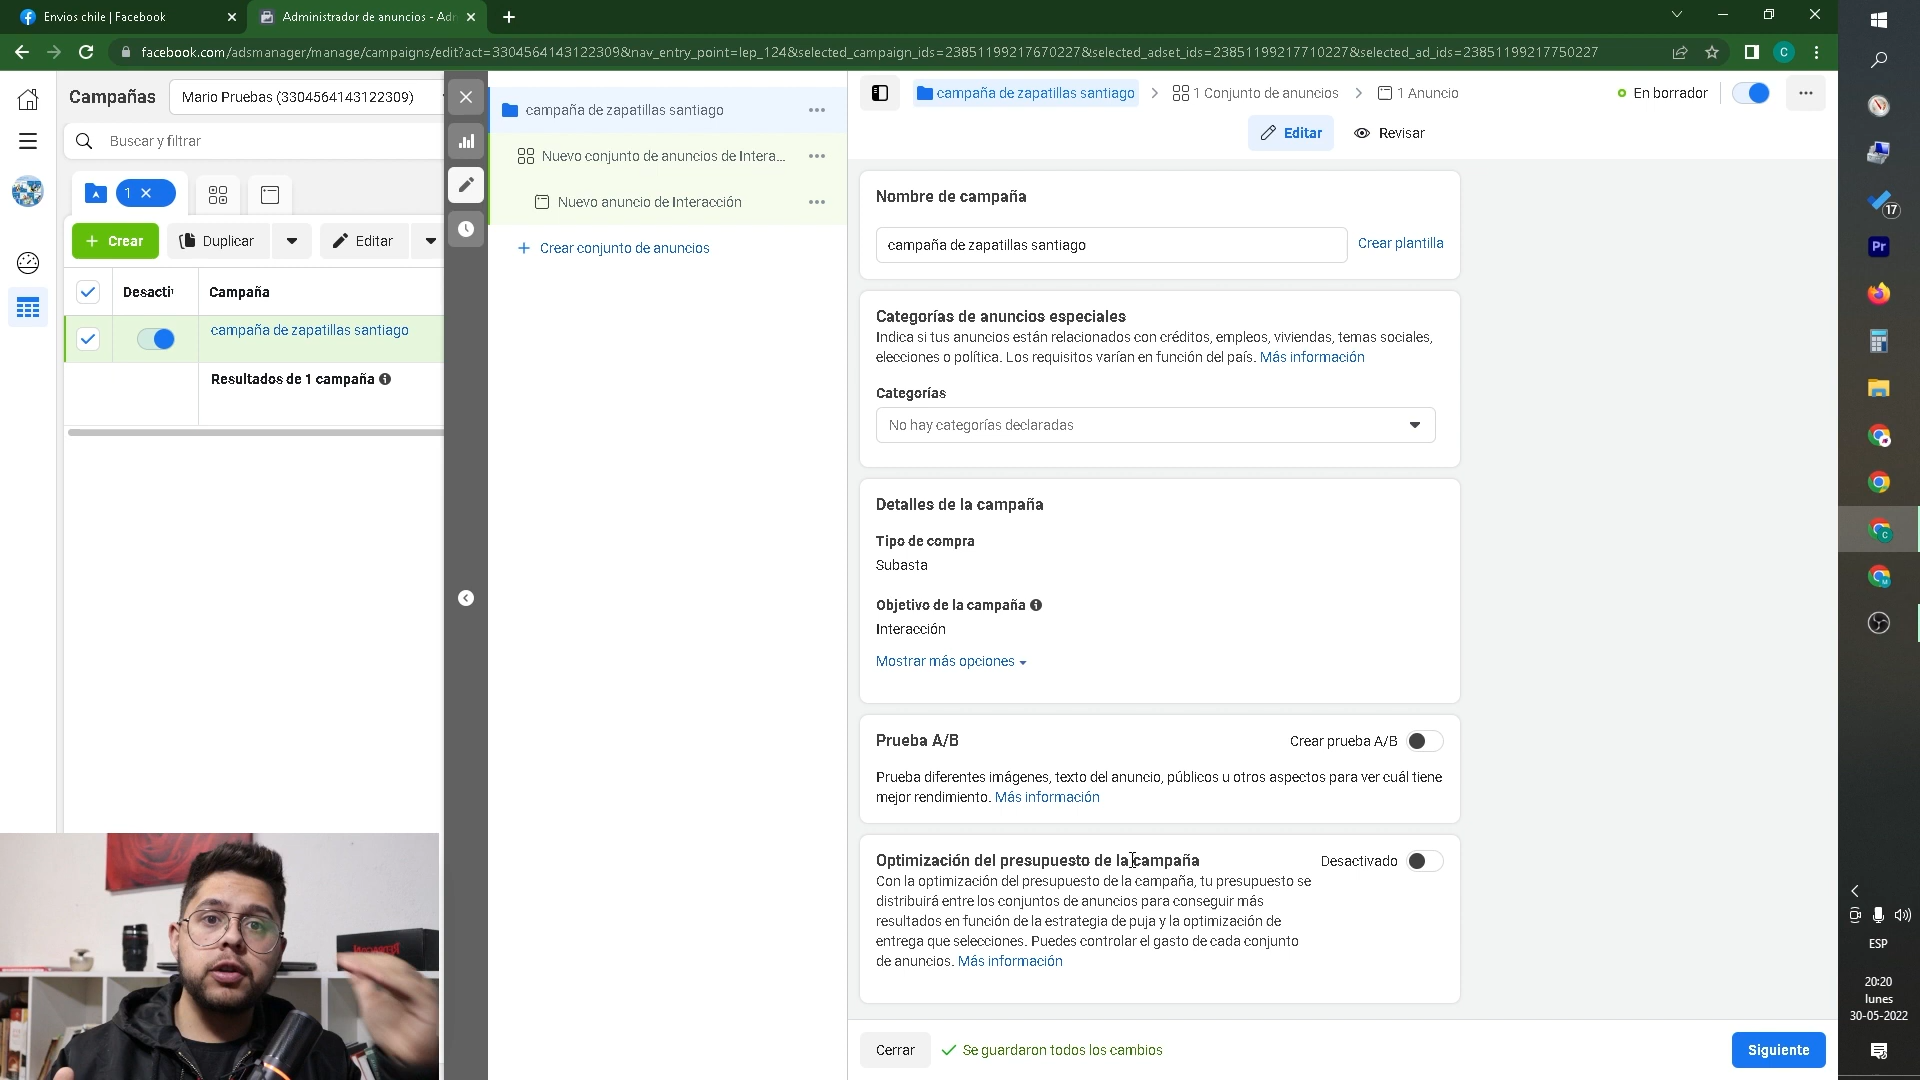 Envios chile | Facebook
Administrador de anuncios - Adr
facebook.com/adsmanager/manage/campaigns/edit?act=3304564143122309&nav_entry_point=lep_124&selected_campaign_ids=23851199217670227&selected_adset_ids=23851199217710227&selected_ad_ids=23851199217750227
C
Campañas
Mario Pruebas (3304564143122309)
Buscar y filtrar
1
Crear
Duplicar
Editar
Desacti
Campaña
campaña de zapatillas santiago
Resultados de 1 campaña
campaña de zapatillas santiago
Nuevo conjunto de anuncios de Intera...
Nuevo anuncio de Interacción
Crear conjunto de anuncios
campaña de zapatillas santiago
1 Conjunto de anuncios
1 Anuncio
En borrador
Editar
Revisar
Nombre de campaña
campaña de zapatillas santiago
Crear plantilla
Categorías de anuncios especiales
Indica si tus anuncios están relacionados con créditos, empleos, viviendas, temas sociales,
elecciones o política. Los requisitos varían en función del país. Más información
Categorías
No hay categorías declaradas
Detalles de la campaña
Tipo de compra
Subasta
Objetivo de la campaña
Interacción
Mostrar más opciones
Prueba A/B
Crear prueba A/B
Prueba diferentes imágenes, texto del anuncio, públicos u otros aspectos para ver cuál tiene
mejor rendimiento. Más información
Optimización del presupuesto de la campaña
Desactivado
Con la optimización del presupuesto de la campaña, tu presupuesto se
distribuirá entre los conjuntos de anuncios para conseguir más
resultados en función de la estrategia de puja y la optimización de
entrega que selecciones. Puedes controlar el gasto de cada conjunto
de anuncios. Más información
Cerrar
Se guardaron todos los cambios
Siguiente
17
Pr
C
M
ESP
20:20
lunes
30-05-2022